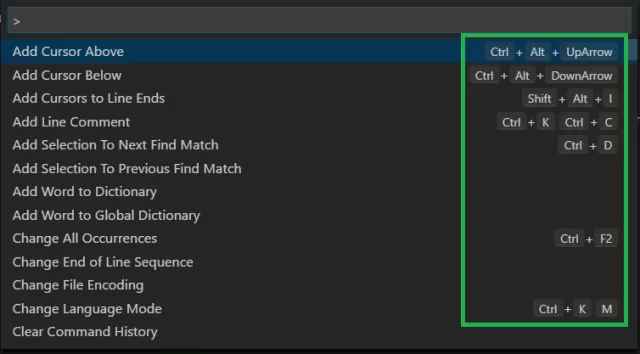 >
Add Cursor Above Ctrl + Alt + UpArrow
Add Cursor Below Ctrl + Alt + DownArrow
Add Cursors to Line Ends Shift + Alt + I
Add Line Comment Ctrl + K Ctrl + C
Add Selection To Next Find Match Ctrl + D
Add Selection To Previous Find Match
Add Word to Dictionary
Add Word to Global Dictionary
Change All Occurrences Ctrl + F2
Change End of Line Sequence
Change File Encoding
Change Language Mode Ctrl + K M
Clear Command History